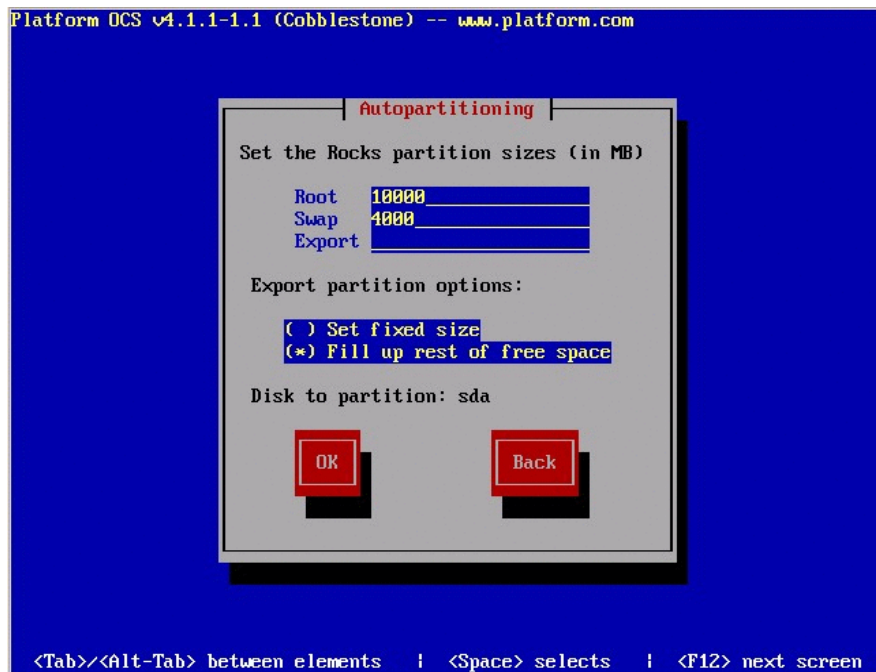 Platform OCS v4.1.1-1.1 (Cobblestone) -- www.platform.com
Autopartitioning
Set the Rocks partition sizes (in MB)
Root 10000
Swap 4000
Export
Export partition options:
( ) Set fixed size
(*) Fill up rest of free space
Disk to partition: sda
OK Back
<Tab>/<Alt-Tab> between elements | <Space> selects | <F12> next screen